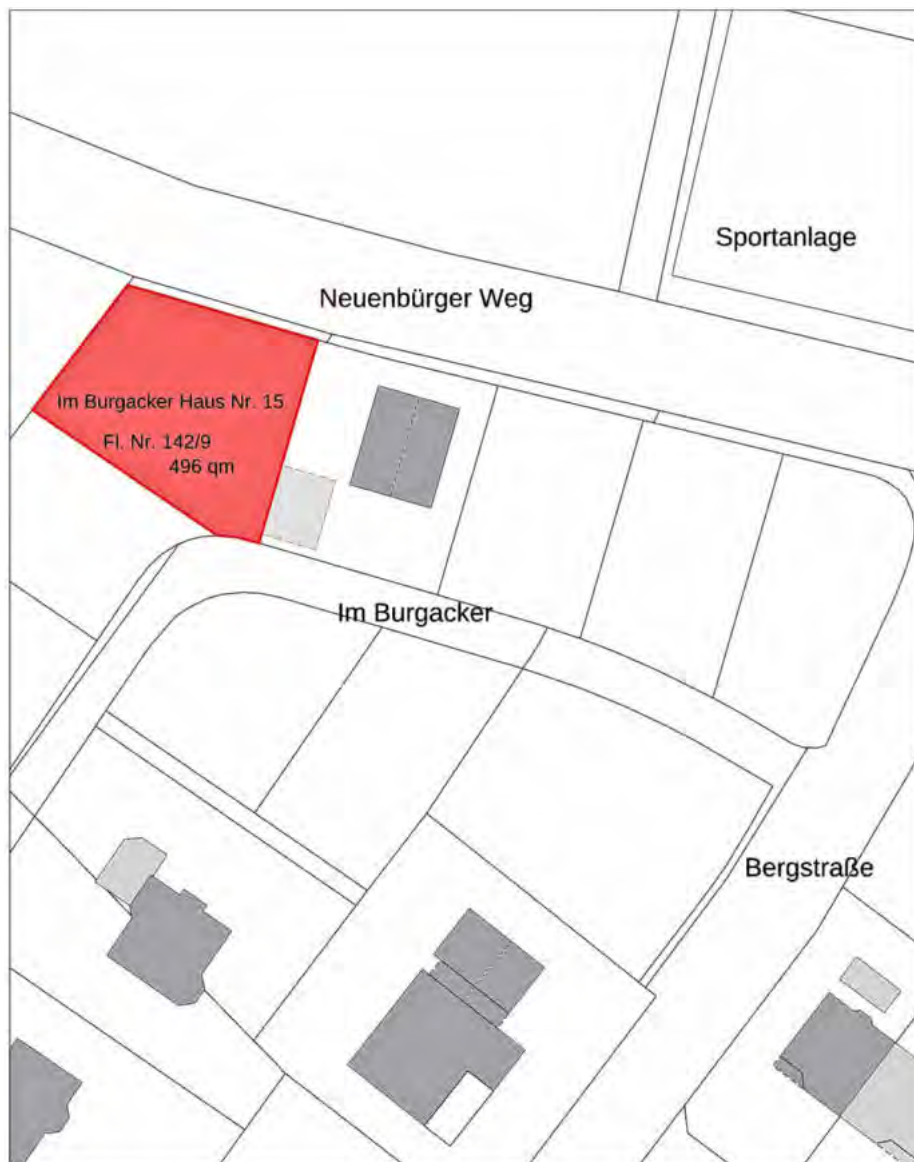 Sportanlage
Neuenbürger Weg
Im Burgacker Haus Nr. 15
Fl. Nr. 142/9
496 qm
Im Burgacker
Bergstraße